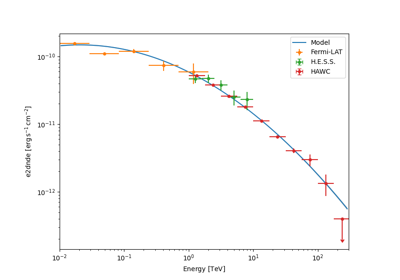 10⁻¹⁰
10⁻¹¹
10⁻¹²
e2dnde [erg s⁻¹ cm⁻²]
Model
Fermi-LAT
H.E.S.S.
HAWC
10⁻² 10⁻¹ 10⁰ 10¹ 10²
Energy [TeV]